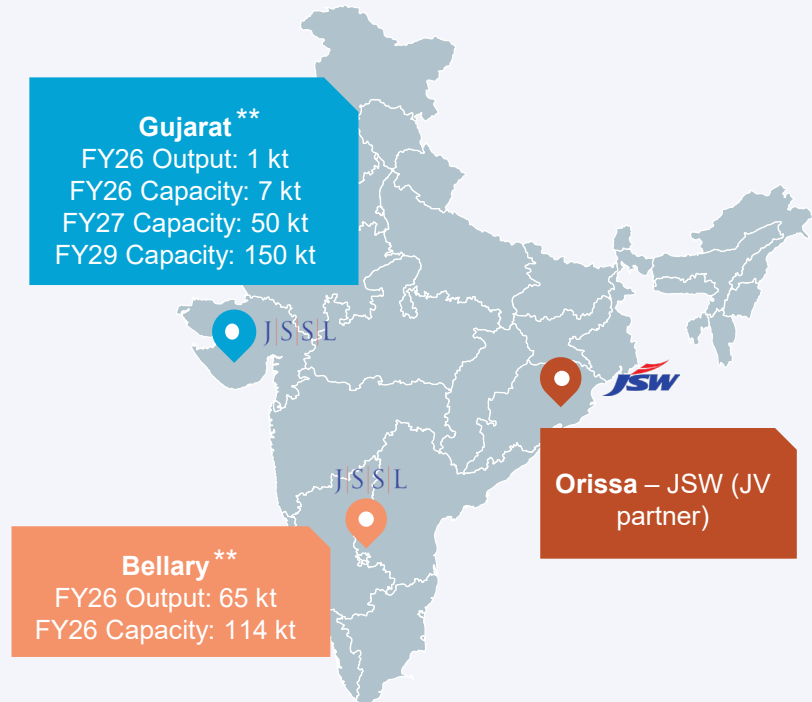 Gujarat**
FY26 Output: 1 kt
FY26 Capacity: 7 kt
FY27 Capacity: 50 kt
FY29 Capacity: 150 kt
J|S|S|L
JSW
J|S|S|L
Orissa – JSW (JV
partner)
Bellary**
FY26 Output: 65 kt
FY26 Capacity: 114 kt